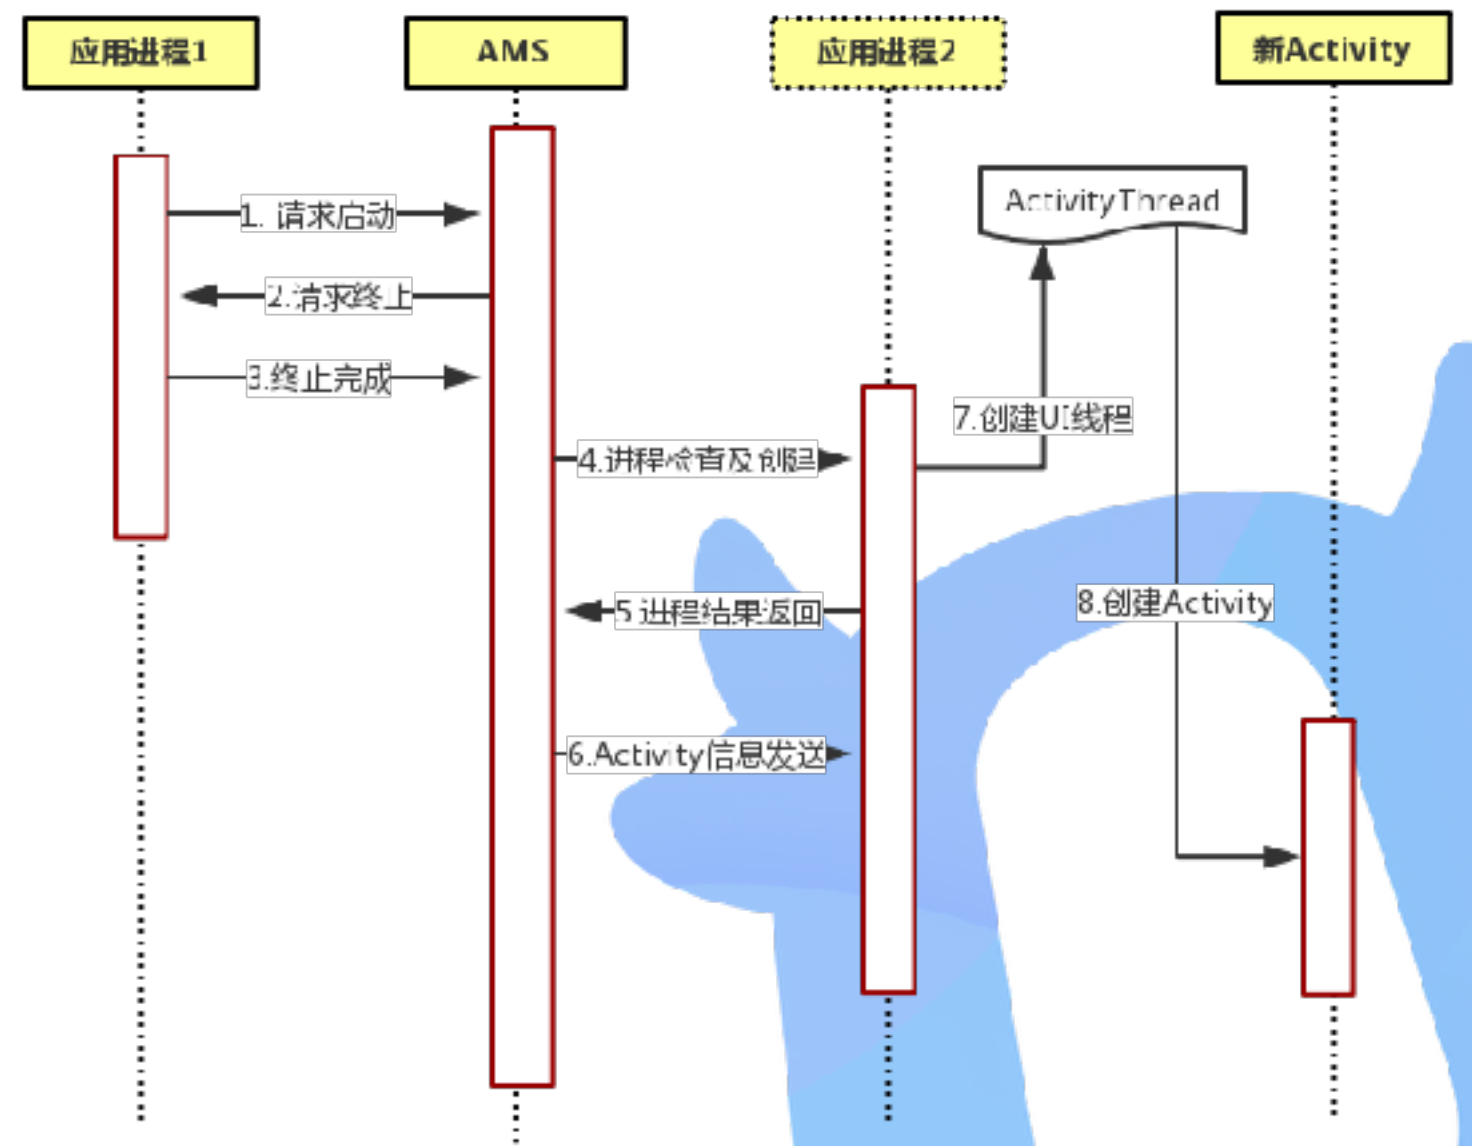 应用进程1
AMS
应用进程2
新Activity
ActivityThread
1. 请求启动
2.请求终止
3.终止完成
7.创建UI线程
4.进程检查及创建
8.创建Activity
5.进程结果返回
6.Activity信息发送